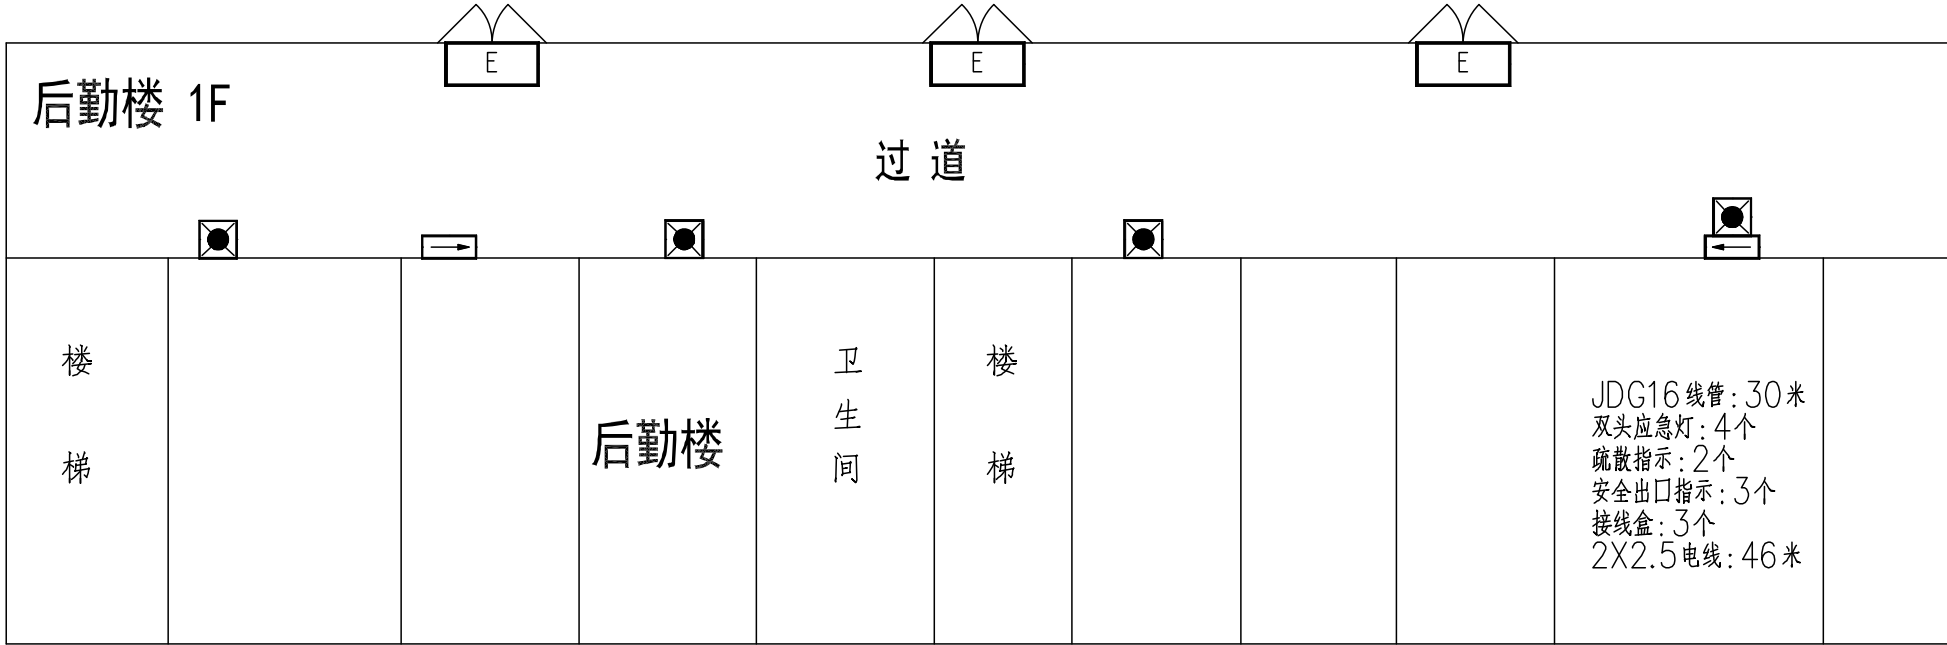 E
E
E
后勤楼 1F
过道
楼梯
后勤楼
卫生间
楼梯
JDG16线管:30米
双头应急灯:4个
疏散指示:2个
安全出口指示:3个
接线盒:3个
2X2.5电线:46米